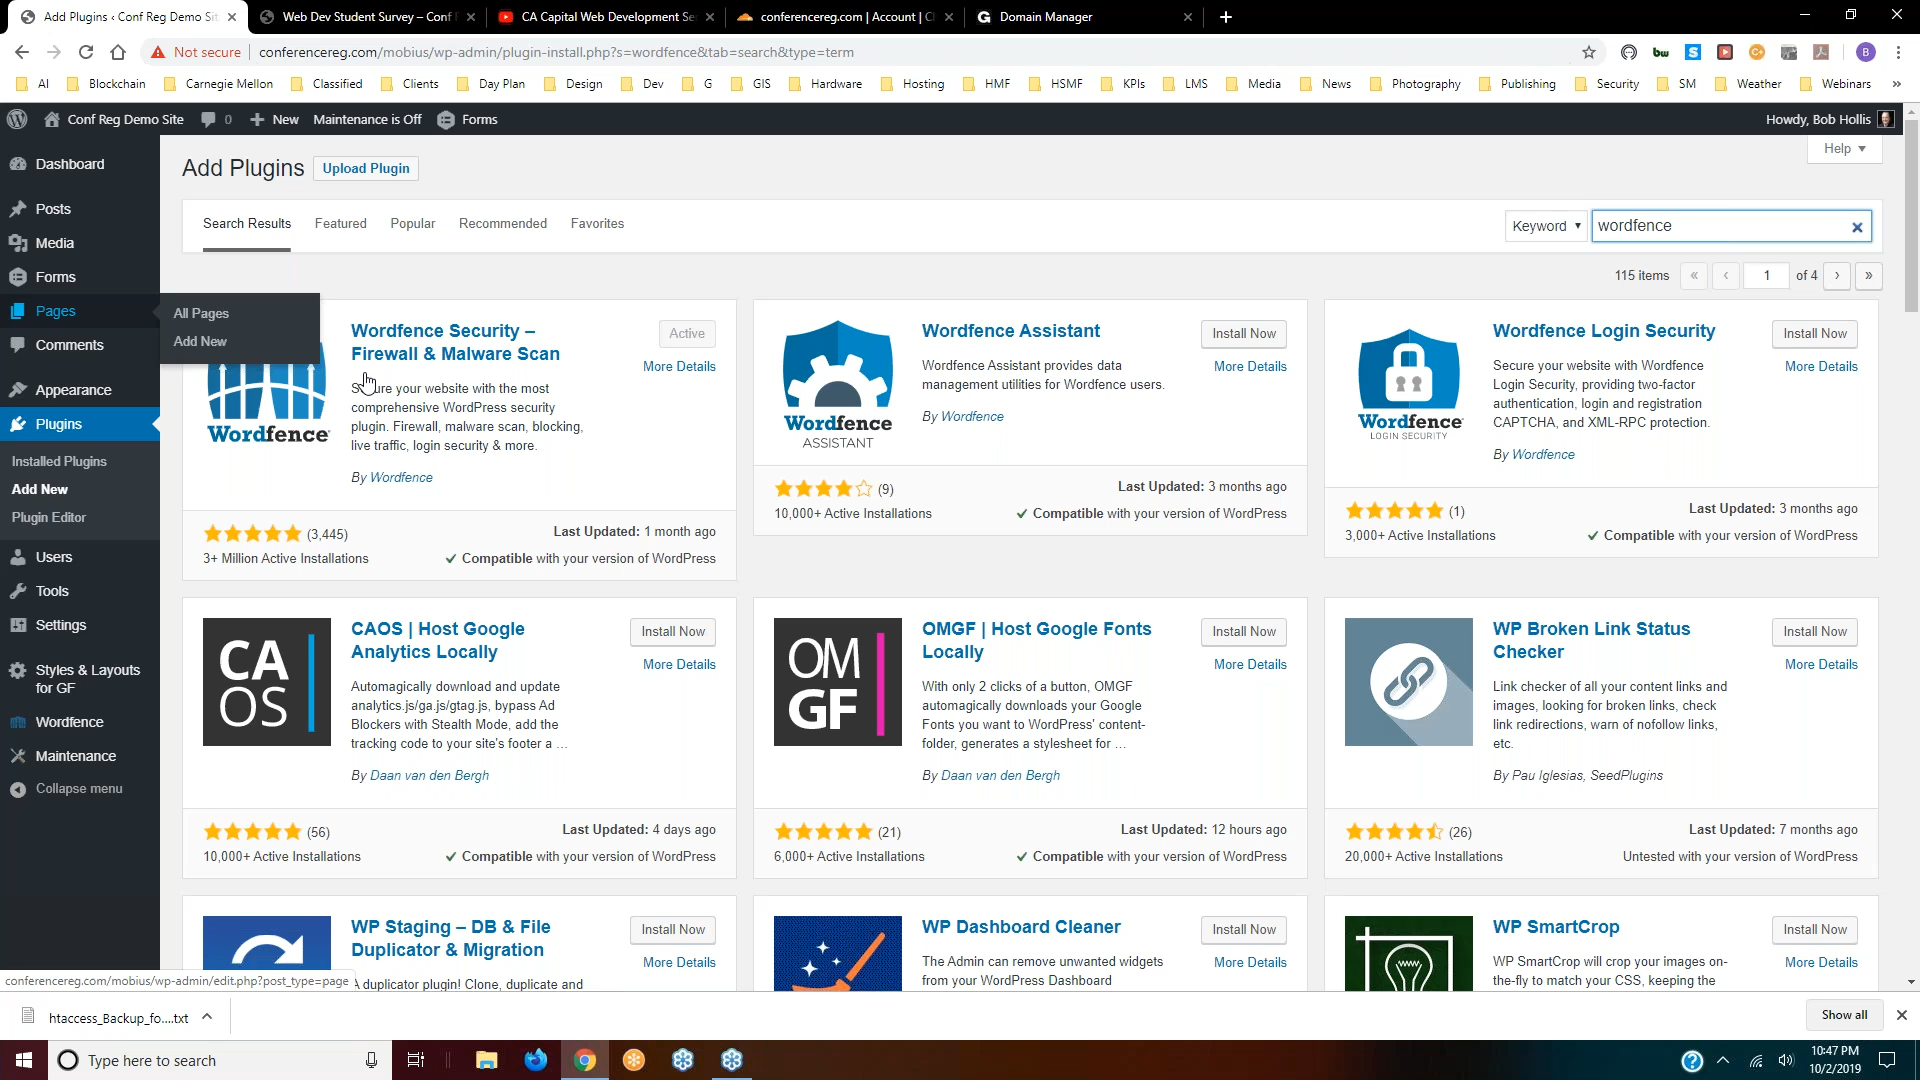 Add Plugins ‹ Conf Reg Demo Sit
Web Dev Student Survey – Conf
CA Capital Web Development Se
conferencereg.com | Account | C
Domain Manager
Not secure
conferencereg.com/mobius/wp-admin/plugin-install.php?s=wordfence&tab=search&type=term
B
AI
Blockchain
Carnegie Mellon
Classified
Clients
Day Plan
Design
Dev
G
GIS
Hardware
Hosting
HMF
HSMF
KPIs
LMS
Media
News
Photography
Publishing
Security
SM
Weather
Webinars
»
Conf Reg Demo Site
0
+ New
Maintenance is Off
Forms
Howdy, Bob Hollis
Dashboard
Posts
Media
Forms
Pages
Comments
Appearance
Plugins
Installed Plugins
Add New
Plugin Editor
Users
Tools
Settings
Styles & Layouts
for GF
Wordfence
Maintenance
Collapse menu
All Pages
Add New
Add Plugins
Upload Plugin
Help
Search Results
Featured
Popular
Recommended
Favorites
Keyword
wordfence
115 items
«
‹
1
of 4
›
»
Wordfence
Wordfence Security –
Firewall & Malware Scan
Active
More Details
Secure your website with the most
comprehensive WordPress security
plugin. Firewall, malware scan, blocking,
live traffic, login security & more.
By Wordfence
(3,445)
3+ Million Active Installations
Last Updated: 1 month ago
Compatible with your version of WordPress
Wordfence
ASSISTANT
Wordfence Assistant
Install Now
More Details
Wordfence Assistant provides data
management utilities for Wordfence users.
By Wordfence
(9)
10,000+ Active Installations
Last Updated: 3 months ago
Compatible with your version of WordPress
Wordfence
LOGIN SECURITY
Wordfence Login Security
Install Now
More Details
Secure your website with Wordfence
Login Security, providing two-factor
authentication, login and registration
CAPTCHA, and XML-RPC protection.
By Wordfence
(1)
3,000+ Active Installations
Last Updated: 3 months ago
Compatible with your version of WordPress
CA
OS
CAOS | Host Google
Analytics Locally
Install Now
More Details
Automagically download and update
analytics.js/ga.js/gtag.js, bypass Ad
Blockers with Stealth Mode, add the
tracking code to your site's footer a ...
By Daan van den Bergh
(56)
10,000+ Active Installations
Last Updated: 4 days ago
Compatible with your version of WordPress
OM
GF
OMGF | Host Google Fonts
Locally
Install Now
More Details
With only 2 clicks of a button, OMGF
automagically downloads your Google
Fonts you want to WordPress' content-
folder, generates a stylesheet for ...
By Daan van den Bergh
(21)
6,000+ Active Installations
Last Updated: 12 hours ago
Compatible with your version of WordPress
WP Broken Link Status
Checker
Install Now
More Details
Link checker of all your content links and
images, looking for broken links, check
link redirections, warn of nofollow links,
etc.
By Pau Iglesias, SeedPlugins
(26)
20,000+ Active Installations
Last Updated: 7 months ago
Untested with your version of WordPress
WP Staging – DB & File
Duplicator & Migration
Install Now
More Details
A duplicator plugin! Clone, duplicate and
WP Dashboard Cleaner
Install Now
More Details
The Admin can remove unwanted widgets
from your WordPress Dashboard
WP SmartCrop
Install Now
More Details
WP SmartCrop will crop your images on-
the-fly to match your CSS, keeping the
conferencereg.com/mobius/wp-admin/edit.php?post_type=page
htaccess_Backup_fo....txt
Show all
Type here to search
10:47 PM
10/2/2019